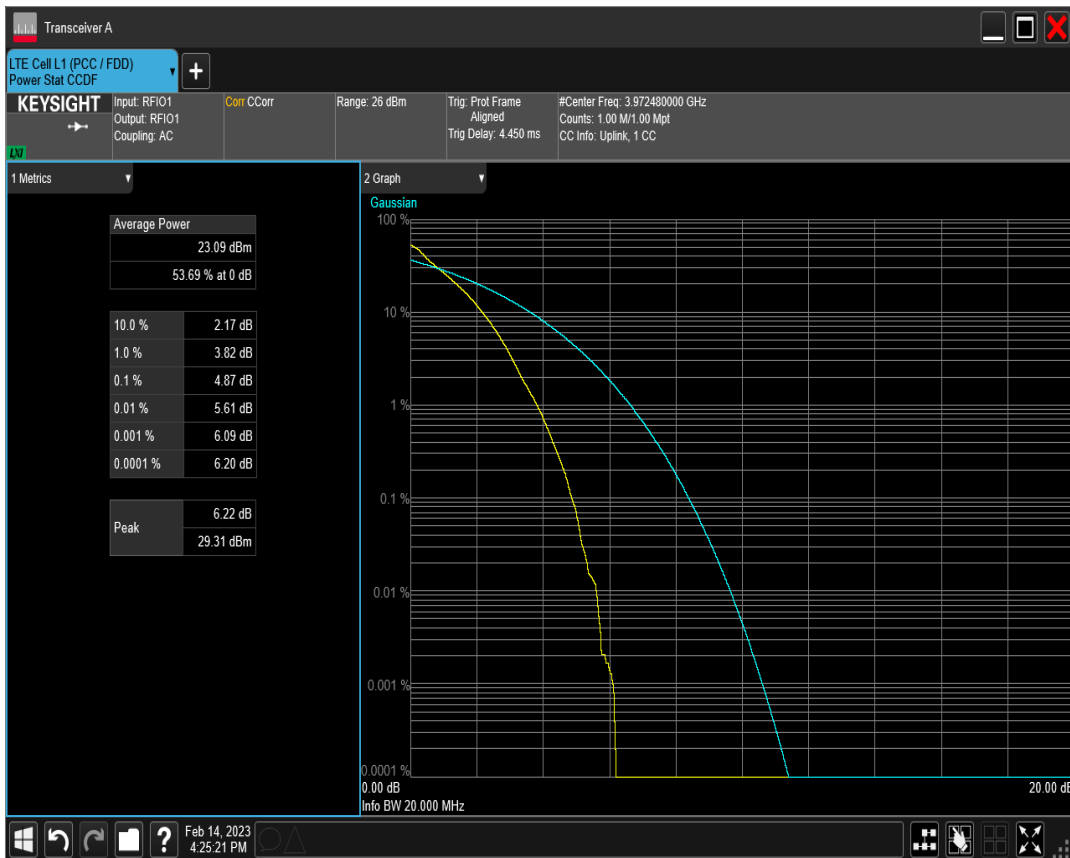 Transceiver A
LTE Cell L1 (PCC / FDD)
Power Stat CCDF
KEYSIGHT
LXI
Input: RFIO1
Output: RFIO1
Coupling: AC
Corr CCorr
Range: 26 dBm
Trig: Prot Frame
Aligned
Trig Delay: 4.450 ms
#Center Freq: 3.972480000 GHz
Counts: 1.00 M/1.00 Mpt
CC Info: Uplink, 1 CC
1 Metrics
Average Power
23.09 dBm
53.69 % at 0 dB
10.0 % 2.17 dB
1.0 % 3.82 dB
0.1 % 4.87 dB
0.01 % 5.61 dB
0.001 % 6.09 dB
0.0001 % 6.20 dB
Peak 6.22 dB
29.31 dBm
2 Graph
Gaussian
100 %
10 %
1 %
0.1 %
0.01 %
0.001 %
0.0001 %
0.00 dB 20.00 dB
Info BW 20.000 MHz
Feb 14, 2023
4:25:21 PM